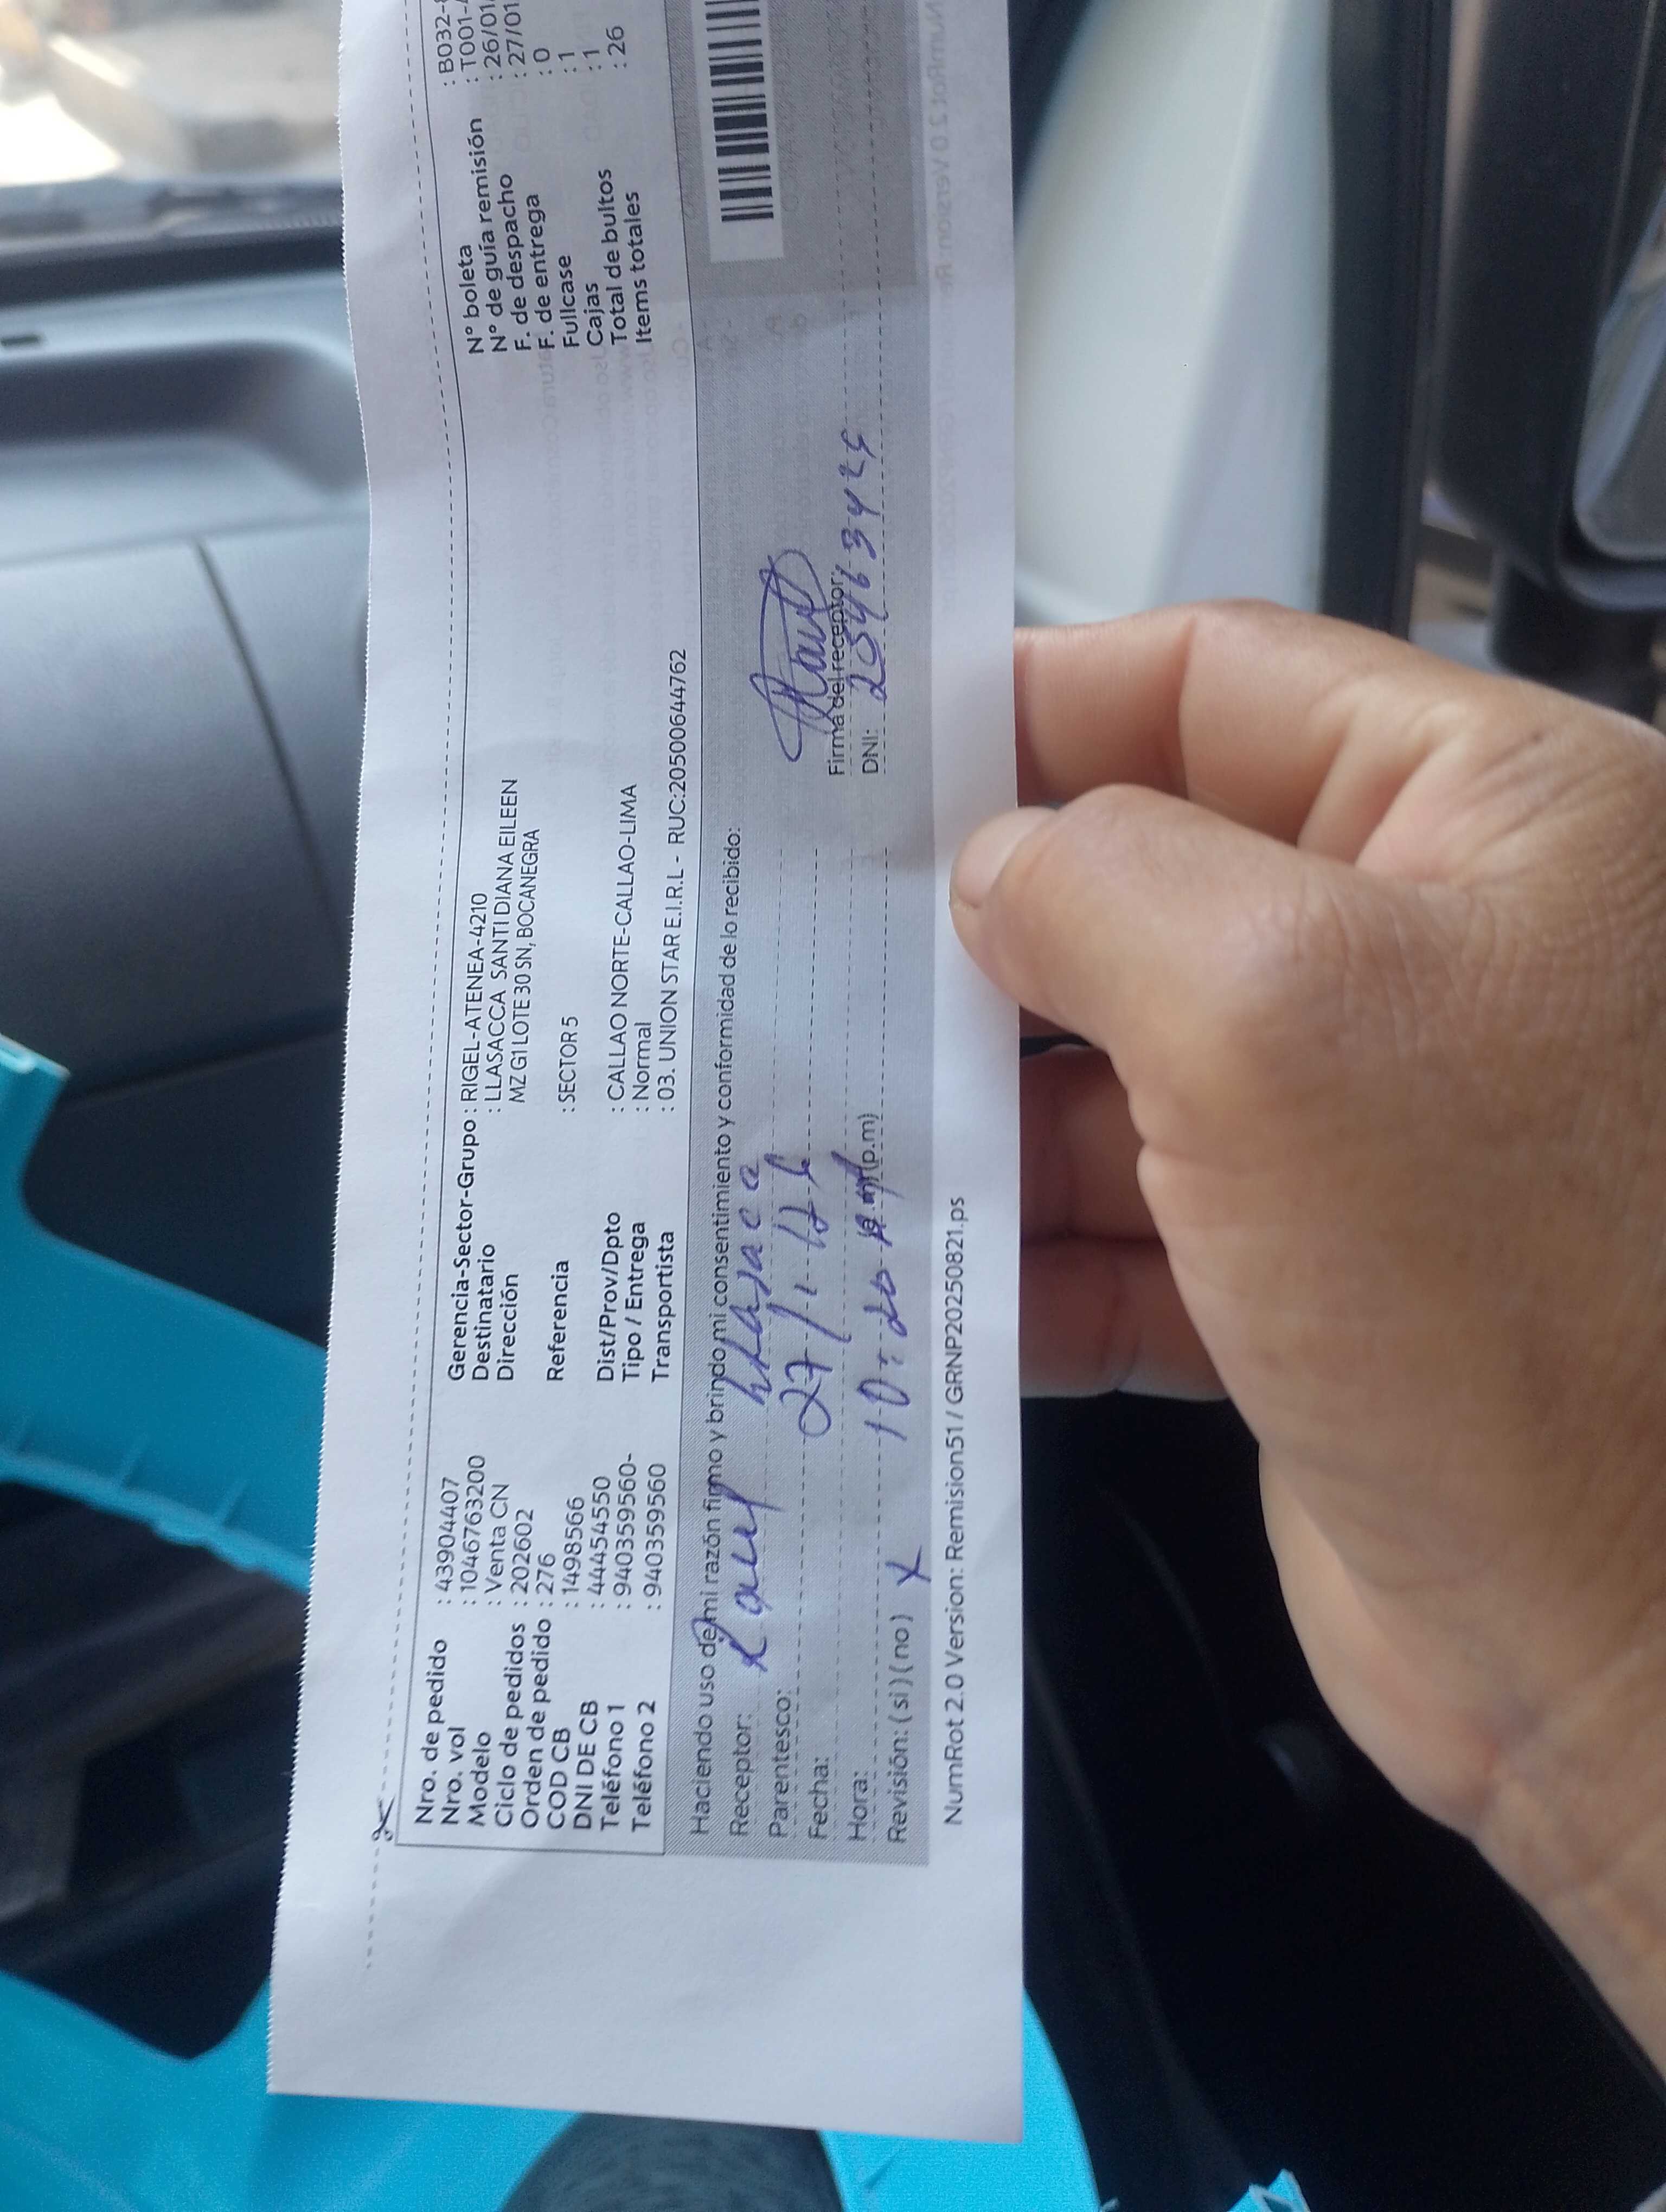 Nro. de pedido : 43904407
Nro. vol : 10467763200
Modelo : Venta CN
Ciclo de pedidos : 202602
Orden de pedido : 276
COD CB : 1498566
DNI DE CB : 44454550
Teléfono 1 : 940359560-
Teléfono 2 : 940359560
Gerencia-Sector-Grupo : RIGEL-ATENEA-4210
Destinatario : LLASACCA SANTI DIANA EILEEN
Dirección MZ G1 LOTE 30 SN, BOCANEGRA
Referencia : SECTOR 5
Dist/Prov/Dpto : CALLAO NORTE-CALLAO-LIMA
Tipo / Entrega : Normal
Transportista : 03. UNION STAR E.I.R.L - RUC:20500644762
N° boleta : B032-
N° de guía remisión : T001-
F. de despacho : 26/01
F. de entrega : 27/01
Fullcase : 0
Cajas : 1
Total de bultos : 1
Items totales : 26
Haciendo uso de mi razón firmo y brindo mi consentimiento y conformidad de lo recibido:
Receptor:
Parentesco:
Fecha: 27/1
Hora: 10: (p.m)
Revisión: (si) (no) X
Firma del receptor:
DNI:
NumRot 2.0 Version: Remision51 / GRNP20250821.ps